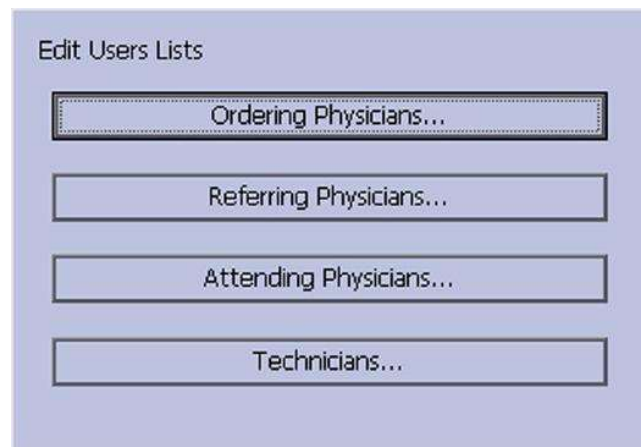 Edit Users Lists
Ordering Physicians...
Referring Physicians...
Attending Physicians...
Technicians...